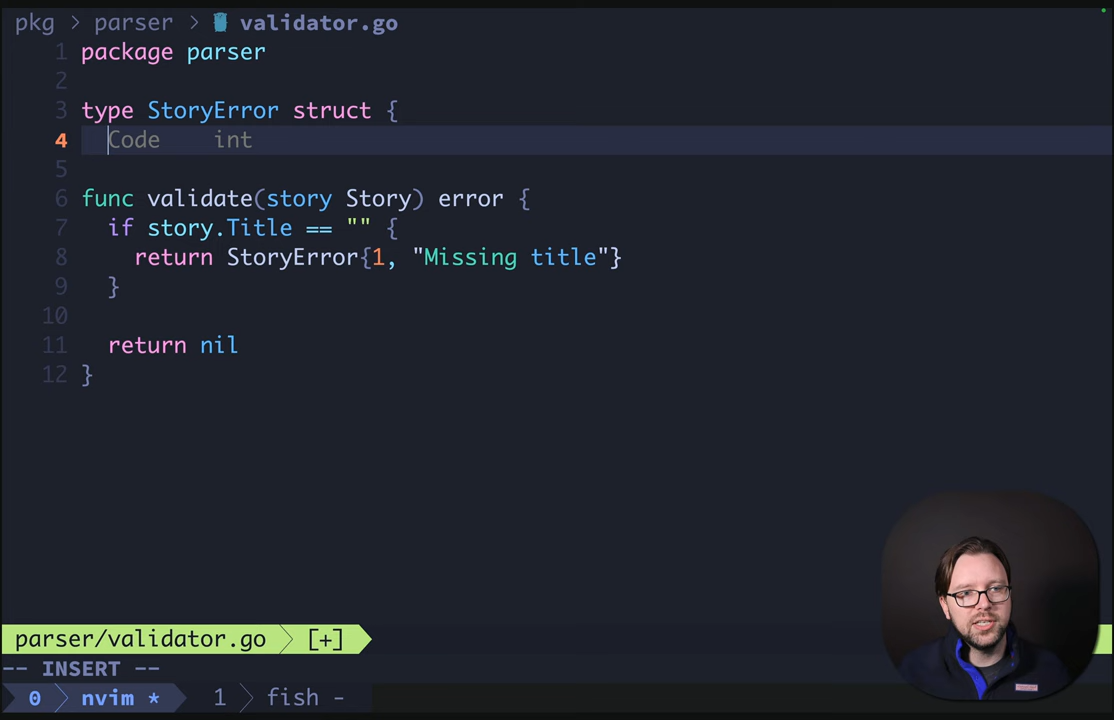 pkg > parser > validator.go
1 package parser
2
3 type StoryError struct {
4 Code    int
5
6 func validate(story Story) error {
7 if story.Title == "" {
8 return StoryError{1, "Missing title"}
9 }
10
11 return nil
12 }
parser/validator.go [+]
-- INSERT --
0 nvim * 1 fish -